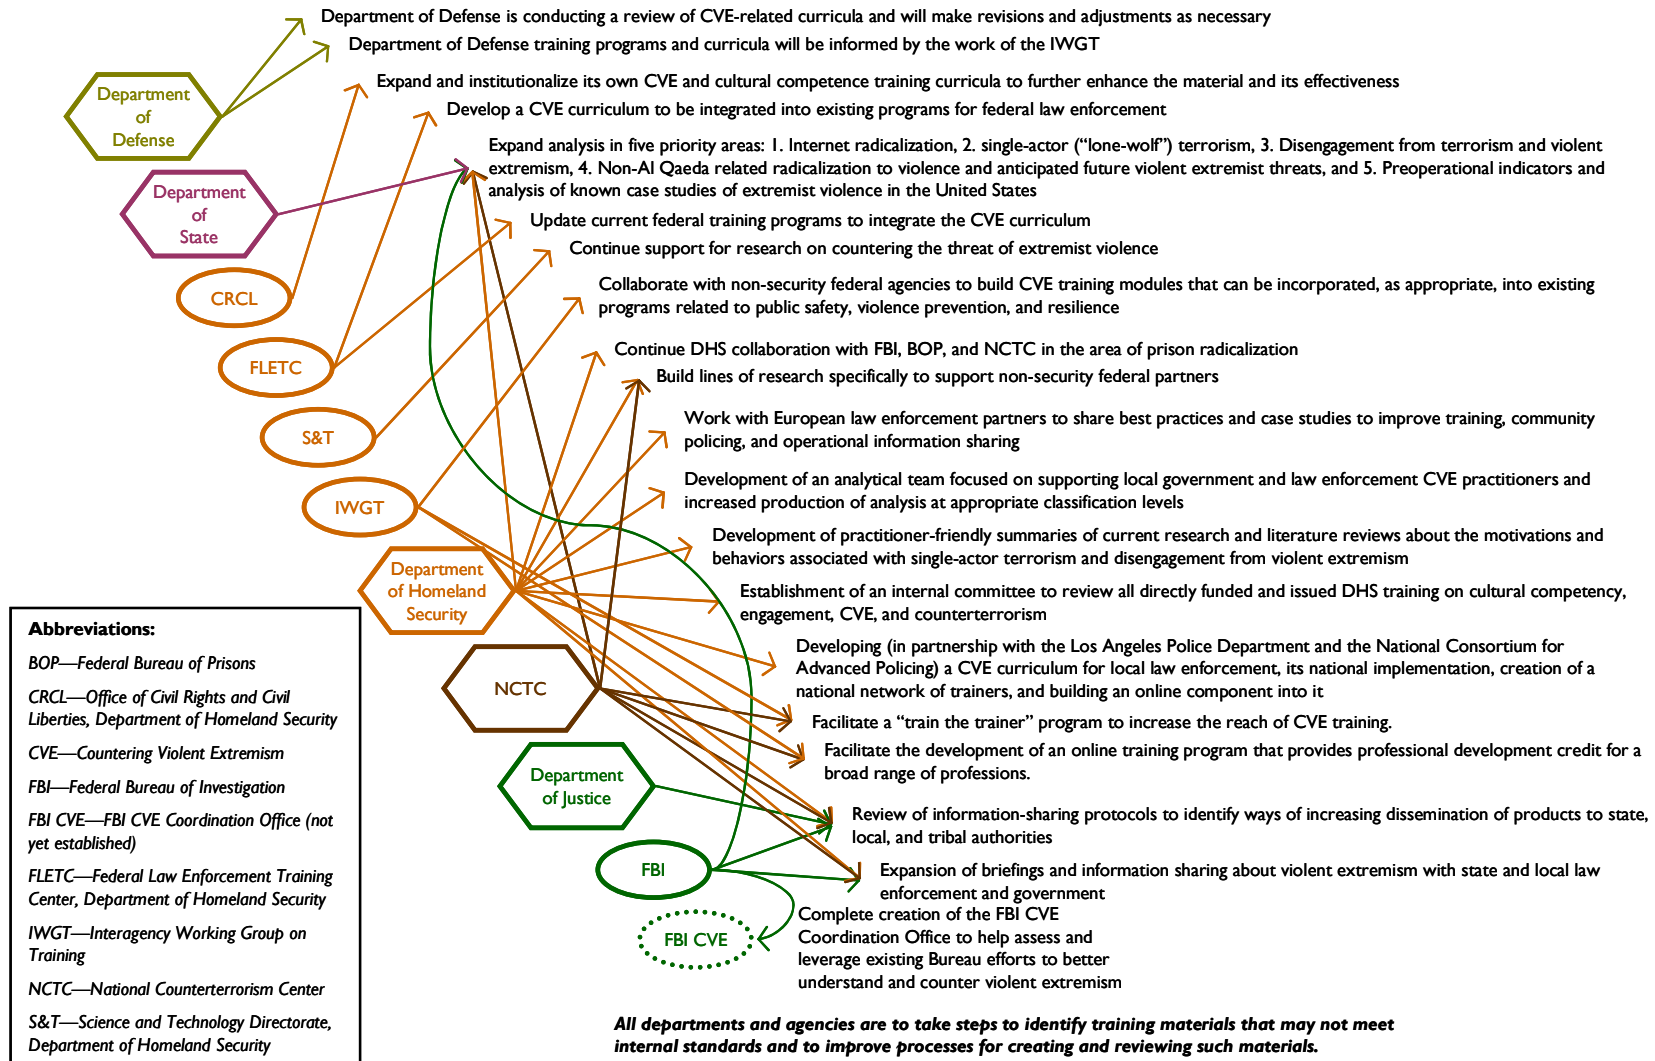 Department of Defense is conducting a review of CVE-related curricula and will make revisions and adjustments as necessary
Department of Defense training programs and curricula will be informed by the work of the IWGT
Department
of
Defense
Expand and institutionalize its own CVE and cultural competence training curricula to further enhance the material and its effectiveness
Develop a CVE curriculum to be integrated into existing programs for federal law enforcement
Expand analysis in five priority areas: 1. Internet radicalization, 2. single-actor (“lone-wolf”) terrorism, 3. Disengagement from terrorism and violent
extremism, 4. Non-Al Qaeda related radicalization to violence and anticipated future violent extremist threats, and 5. Preoperational indicators and
analysis of known case studies of extremist violence in the United States
Department
of
State
Update current federal training programs to integrate the CVE curriculum
Continue support for research on countering the threat of extremist violence
CRCL
Collaborate with non-security federal agencies to build CVE training modules that can be incorporated, as appropriate, into existing
programs related to public safety, violence prevention, and resilience
FLETC
Continue DHS collaboration with FBI, BOP, and NCTC in the area of prison radicalization
Build lines of research specifically to support non-security federal partners
S&T
Work with European law enforcement partners to share best practices and case studies to improve training, community
policing, and operational information sharing
IWGT
Development of an analytical team focused on supporting local government and law enforcement CVE practitioners and
increased production of analysis at appropriate classification levels
Development of practitioner-friendly summaries of current research and literature reviews about the motivations and
behaviors associated with single-actor terrorism and disengagement from violent extremism
Department
of Homeland
Security
Establishment of an internal committee to review all directly funded and issued DHS training on cultural competency,
engagement, CVE, and counterterrorism
Developing (in partnership with the Los Angeles Police Department and the National Consortium for
Advanced Policing) a CVE curriculum for local law enforcement, its national implementation, creation of a
national network of trainers, and building an online component into it
NCTC
Facilitate a “train the trainer” program to increase the reach of CVE training.
Facilitate the development of an online training program that provides professional development credit for a
broad range of professions.
Department
of Justice
Review of information-sharing protocols to identify ways of increasing dissemination of products to state,
local, and tribal authorities
FBI
Expansion of briefings and information sharing about violent extremism with state and local law
enforcement and government
FBI CVE
Complete creation of the FBI CVE
Coordination Office to help assess and
leverage existing Bureau efforts to better
understand and counter violent extremism
Abbreviations:
BOP—Federal Bureau of Prisons
CRCL—Office of Civil Rights and Civil
Liberties, Department of Homeland Security
CVE—Countering Violent Extremism
FBI—Federal Bureau of Investigation
FBI CVE—FBI CVE Coordination Office (not
yet established)
FLETC—Federal Law Enforcement Training
Center, Department of Homeland Security
IWGT—Interagency Working Group on
Training
NCTC—National Counterterrorism Center
S&T—Science and Technology Directorate,
Department of Homeland Security
All departments and agencies are to take steps to identify training materials that may not meet
internal standards and to improve processes for creating and reviewing such materials.